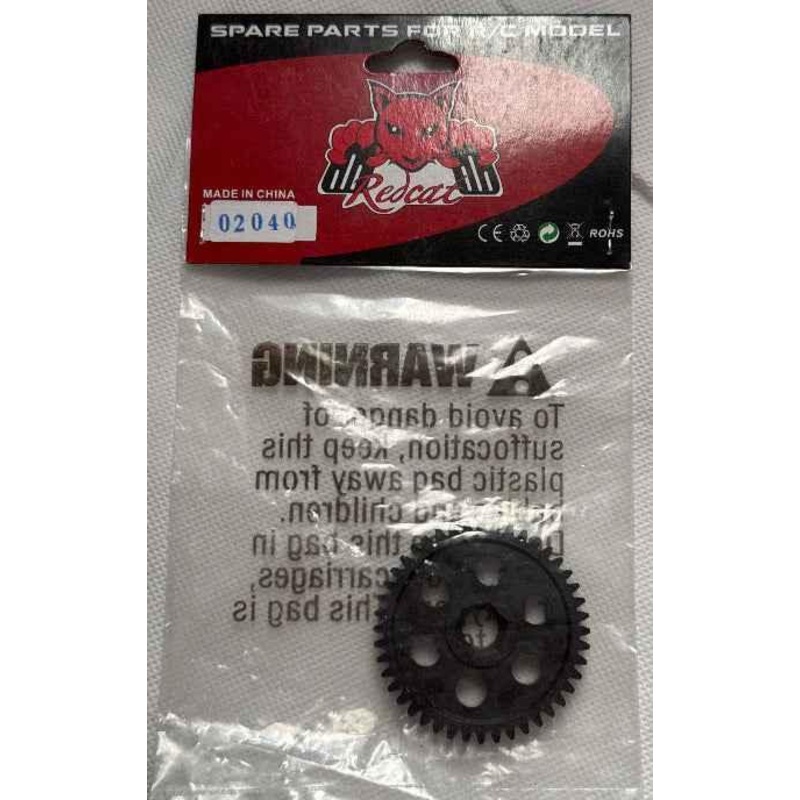 SPARE PARTS FOR R/C MODEL
Redcat
MADE IN CHINA
02040
CE ROHS
WARNING
To avoid danger of
suffocation, keep this
plastic bag away from
children.
this bag in
carriages,
This bag is